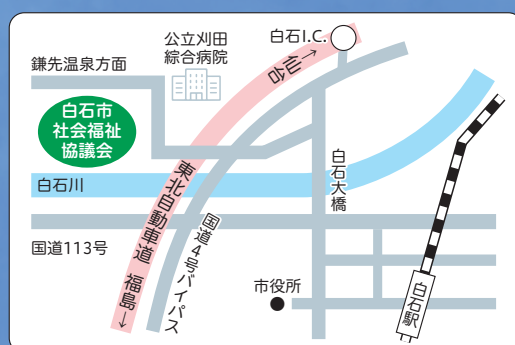 公立刈田
綜合病院
白石I.C.
仙台→
鎌先温泉方面
白石市
社会福祉
協議会
白石川
白石大橋
国道113号
東北自動車道 福島→
国道4号バイパス
市役所
白石駅